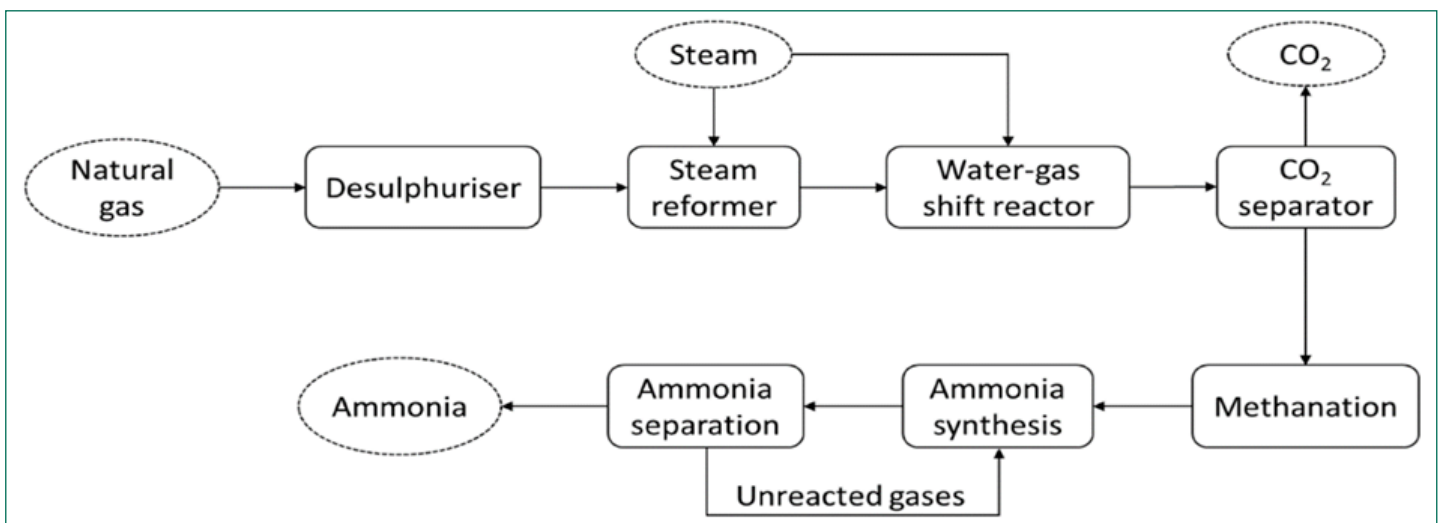 Steam
CO₂
Natural
gas
Desulphuriser
Steam
reformer
Water-gas
shift reactor
CO₂
separator
Ammonia
Ammonia
separation
Ammonia
synthesis
Methanation
Unreacted gases